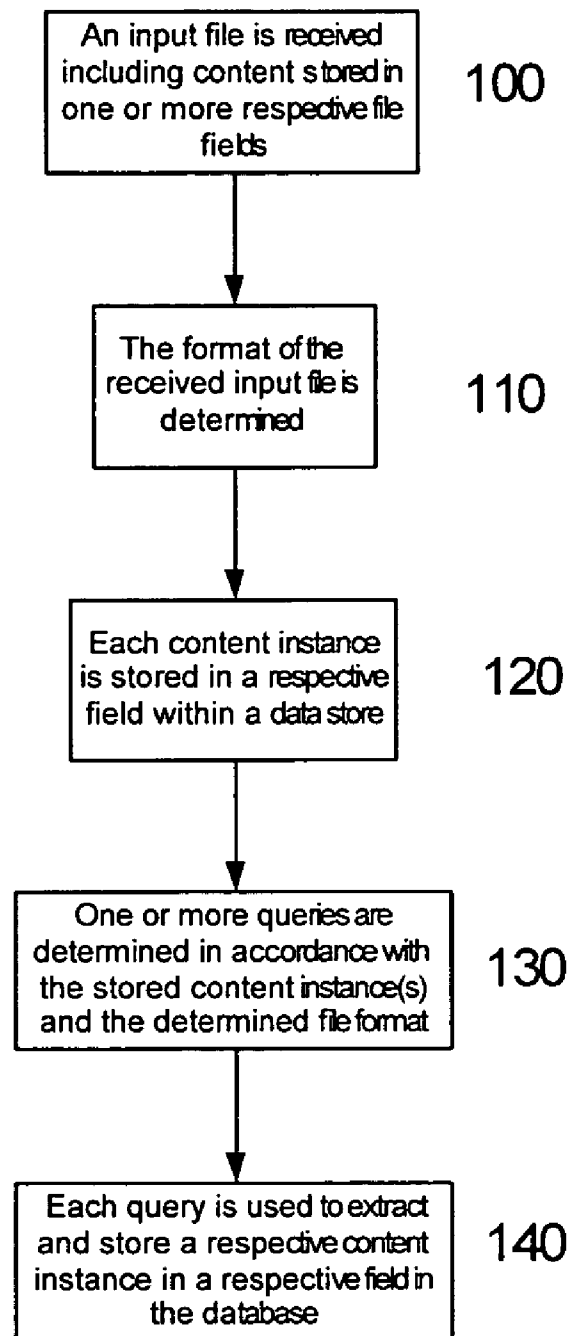 An input file is received
including content stored in
one or more respective file
fields
100
The format of the
received input file is
determined
110
Each content instance
is stored in a respective
field within a data store
120
One or more queries are
determined in accordance with
the stored content instance(s)
and the determined file format
130
Each query is used to extract
and store a respective content
instance in a respective field in
the database
140